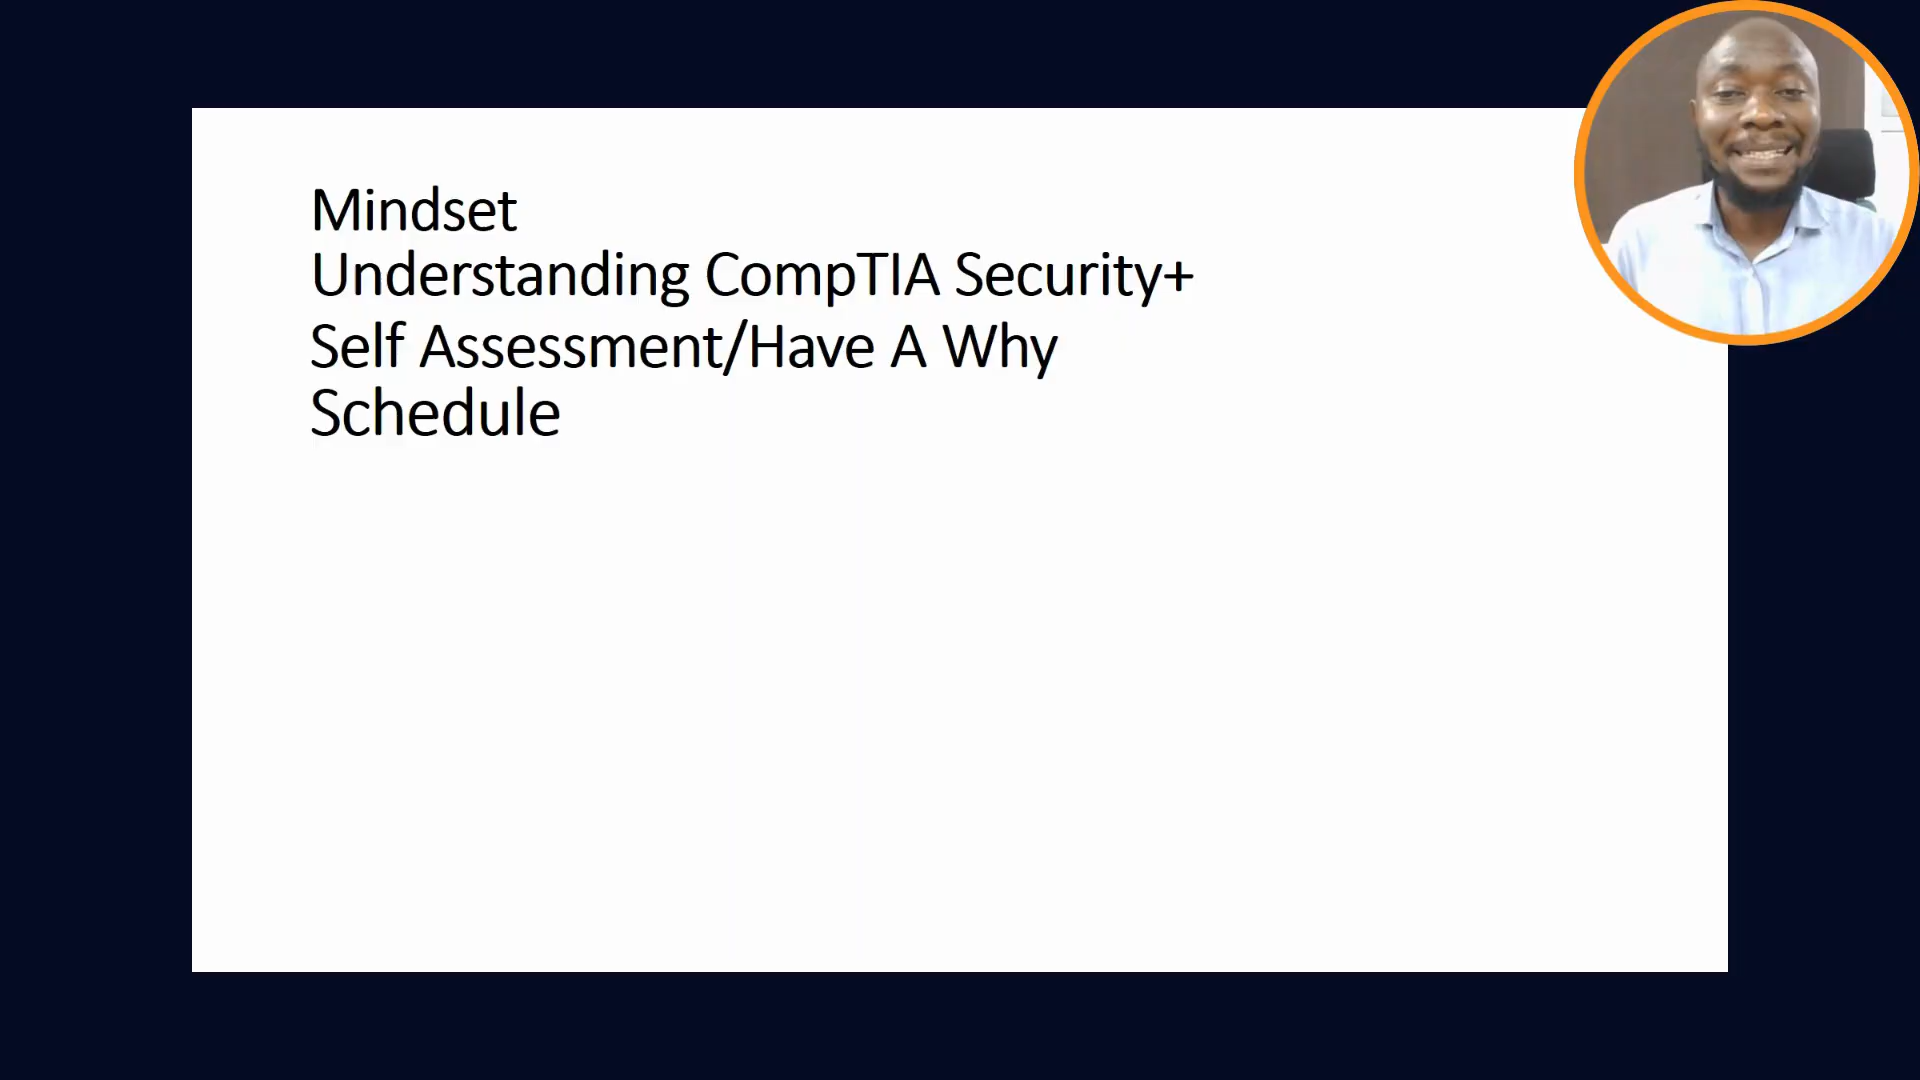 Mindset
Understanding CompTIA Security+
Self Assessment/Have A Why
Schedule